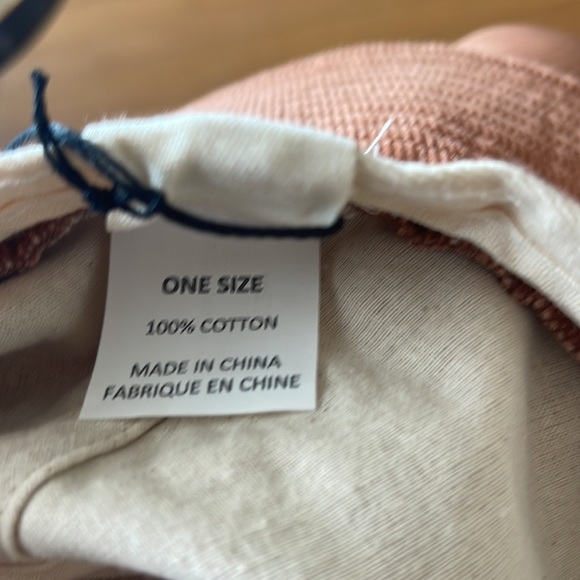 ONE SIZE
100% COTTON
MADE IN CHINA
FABRIQUE EN CHINE